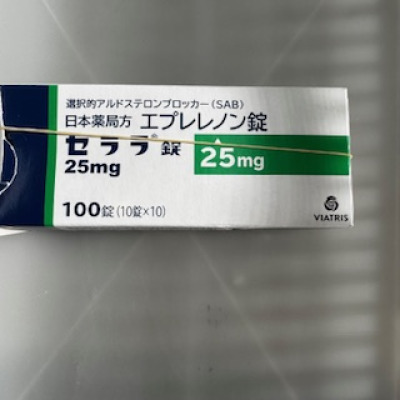 選択的アルドステロンブロッカー(SAB)
日本薬局方 エプレレノン錠
セララ®錠 25mg
25mg
100錠(10錠×10)
VIATRIS